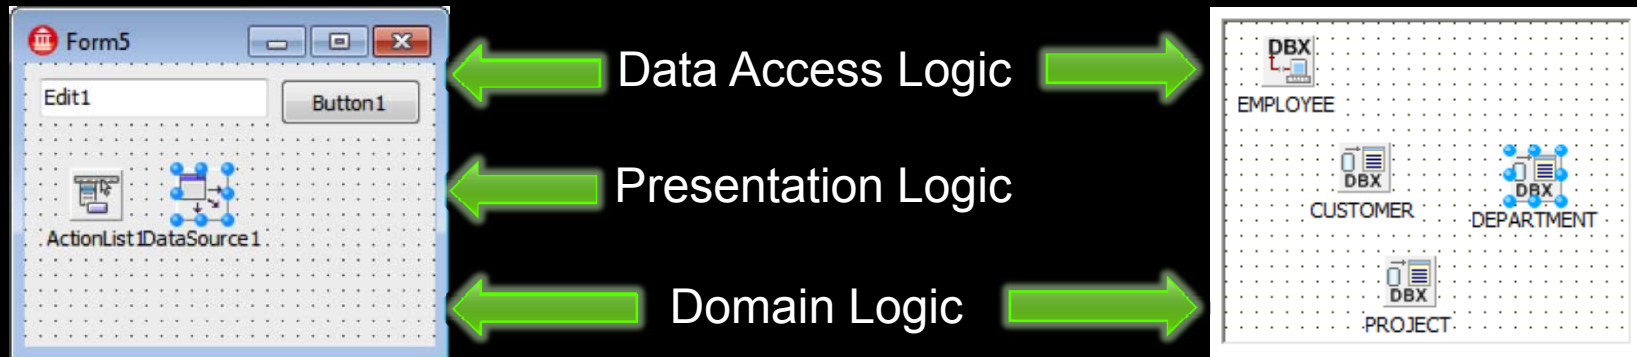 Form5
Edit1
Button1
ActionList1
DataSource1
Data Access Logic
Presentation Logic
Domain Logic
DBX
EMPLOYEE
DBX
CUSTOMER
DBX
DEPARTMENT
DBX
PROJECT